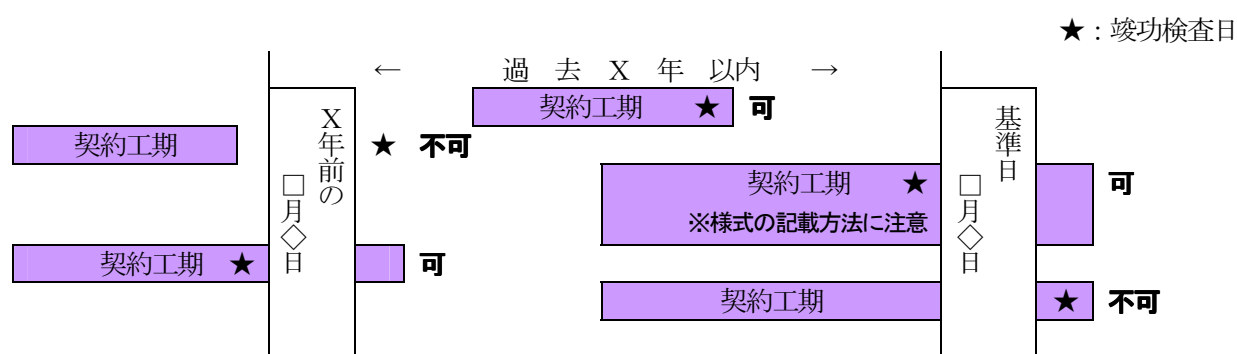 ★：竣功検査日
← 過去X年以内 →
契約工期 ★ 可
契約工期 ★ 不可
X年前の
□月◇日
基準日
□月◇日
契約工期 ★ 可
※様式の記載方法に注意
契約工期 ★ 可
契約工期 ★ 不可